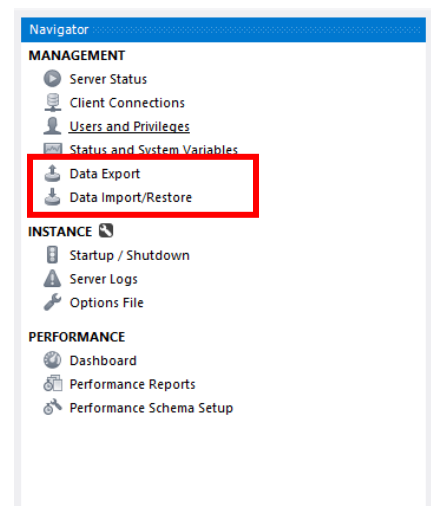 Navigator
MANAGEMENT
Server Status
Client Connections
Users and Privileges
Status and System Variables
Data Export
Data Import/Restore
INSTANCE
Startup / Shutdown
Server Logs
Options File
PERFORMANCE
Dashboard
Performance Reports
Performance Schema Setup